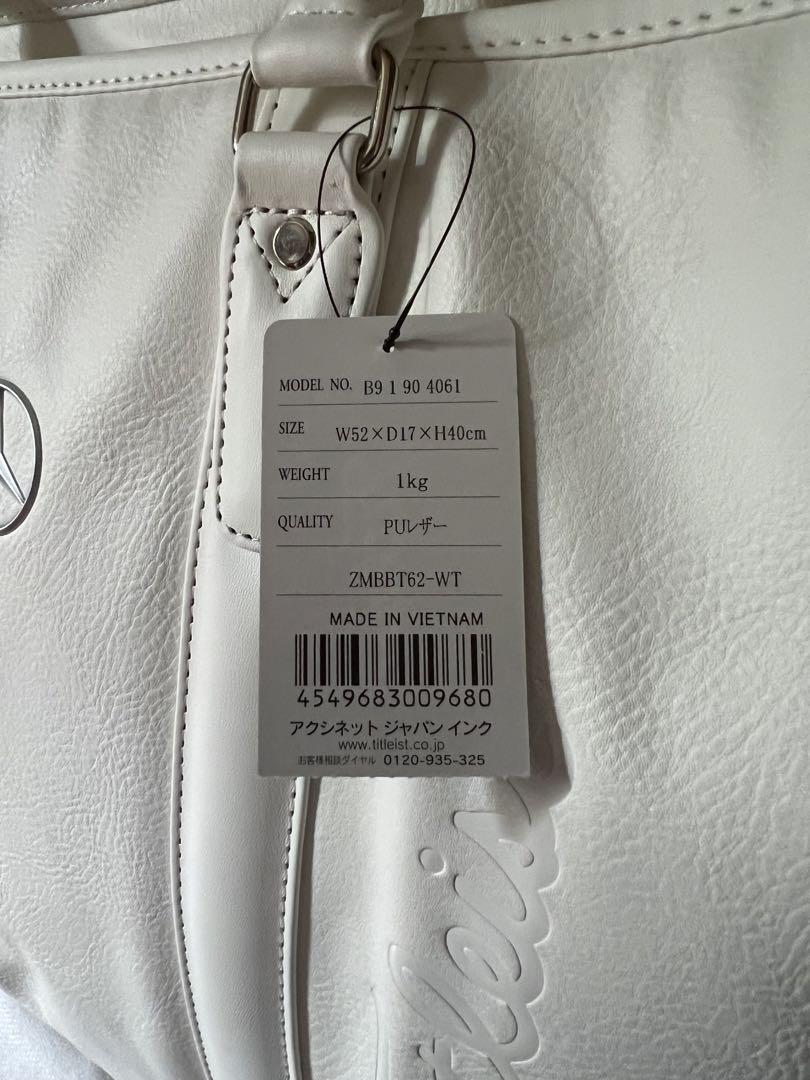 MODEL NO. B9 1 90 4061
SIZE W52×D17×H40cm
WEIGHT 1kg
QUALITY PUレザー
ZMBBT62-WT
MADE IN VIETNAM
4549683009680
アクシネット ジャパン インク
www.titleist.co.jp
お客様相談ダイヤル 0120-935-325